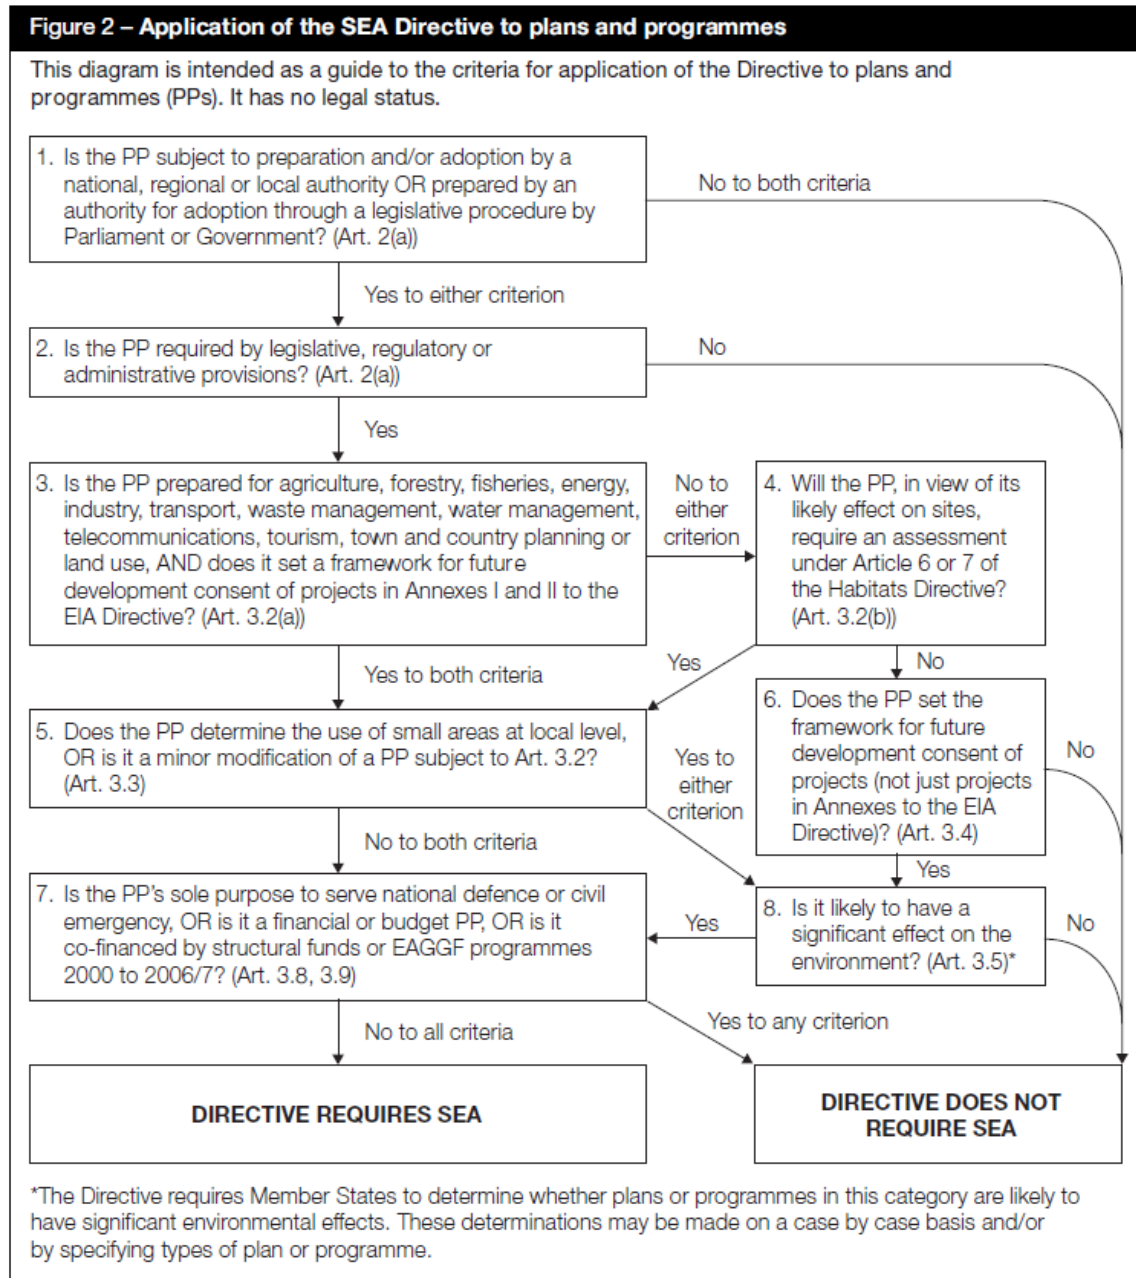 Figure 2 – Application of the SEA Directive to plans and programmes
This diagram is intended as a guide to the criteria for application of the Directive to plans and
programmes (PPs). It has no legal status.
1. Is the PP subject to preparation and/or adoption by a
national, regional or local authority OR prepared by an
authority for adoption through a legislative procedure by
Parliament or Government? (Art. 2(a))
No to both criteria
Yes to either criterion
2. Is the PP required by legislative, regulatory or
administrative provisions? (Art. 2(a))
No
Yes
3. Is the PP prepared for agriculture, forestry, fisheries, energy,
industry, transport, waste management, water management,
telecommunications, tourism, town and country planning or
land use, AND does it set a framework for future
development consent of projects in Annexes I and II to the
EIA Directive? (Art. 3.2(a))
No to
either
criterion
4. Will the PP, in view of its
likely effect on sites,
require an assessment
under Article 6 or 7 of
the Habitats Directive?
(Art. 3.2(b))
Yes to both criteria
Yes
No
5. Does the PP determine the use of small areas at local level,
OR is it a minor modification of a PP subject to Art. 3.2?
(Art. 3.3)
Yes to
either
criterion
6. Does the PP set the
framework for future
development consent of
projects (not just projects
in Annexes to the EIA
Directive)? (Art. 3.4)
No
No to both criteria
Yes
7. Is the PP's sole purpose to serve national defence or civil
emergency, OR is it a financial or budget PP, OR is it
co-financed by structural funds or EAGGF programmes
2000 to 2006/7? (Art. 3.8, 3.9)
Yes
8. Is it likely to have a
significant effect on the
environment? (Art. 3.5)*
No
No to all criteria
Yes to any criterion
DIRECTIVE REQUIRES SEA
DIRECTIVE DOES NOT
REQUIRE SEA
*The Directive requires Member States to determine whether plans or programmes in this category are likely to
have significant environmental effects. These determinations may be made on a case by case basis and/or
by specifying types of plan or programme.